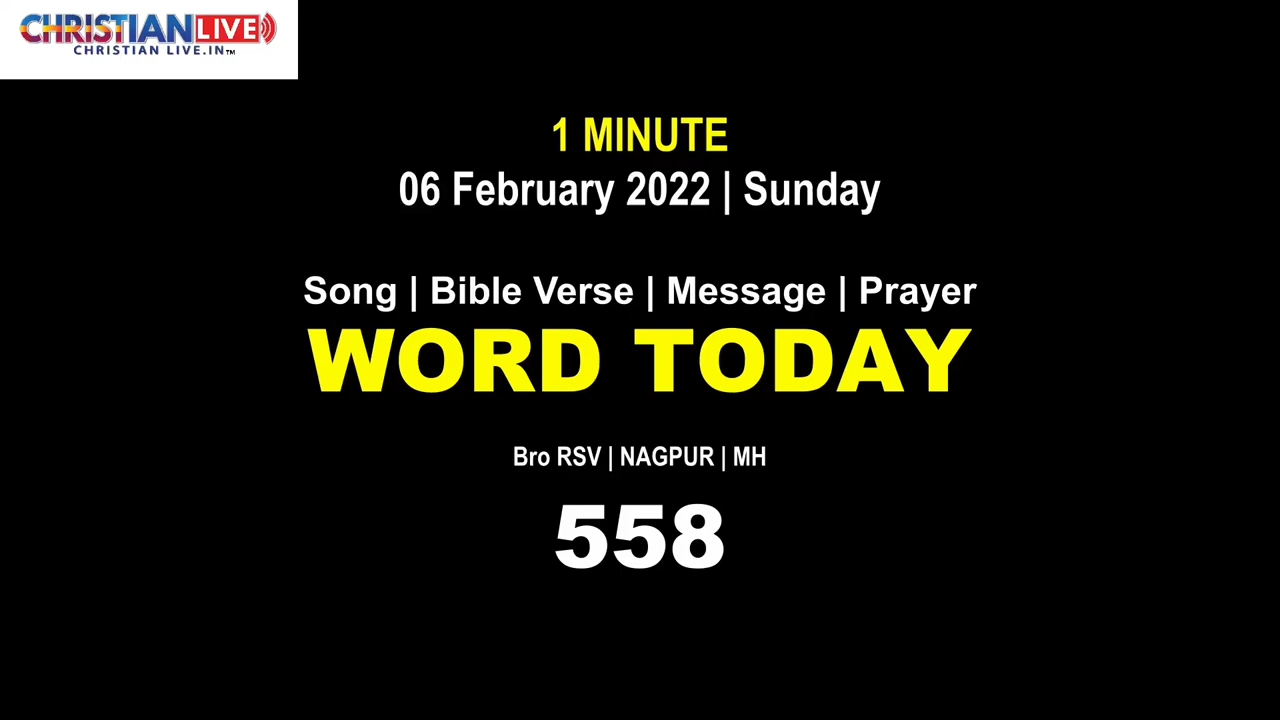 CHRISTIANLIVE
CHRISTIAN LIVE.IN™
1 MINUTE
06 February 2022 | Sunday
Song | Bible Verse | Message | Prayer
WORD TODAY
Bro RSV | NAGPUR | MH
558